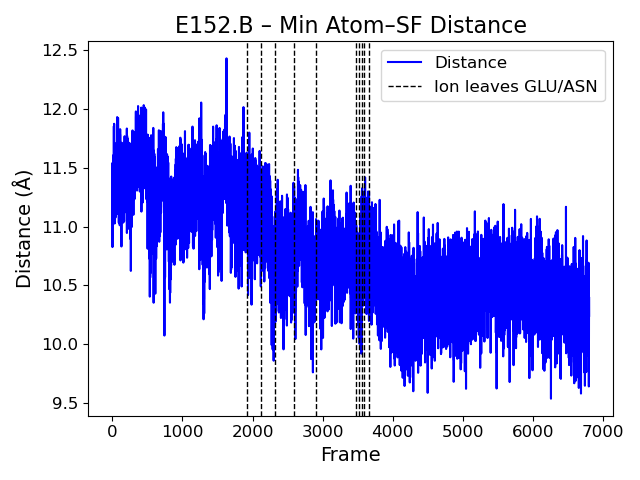 E152.B – Min Atom–SF Distance
Distance
Ion leaves GLU/ASN
Distance (Å)
12.5
12.0
11.5
11.0
10.5
10.0
9.5
0 1000 2000 3000 4000 5000 6000 7000
Frame